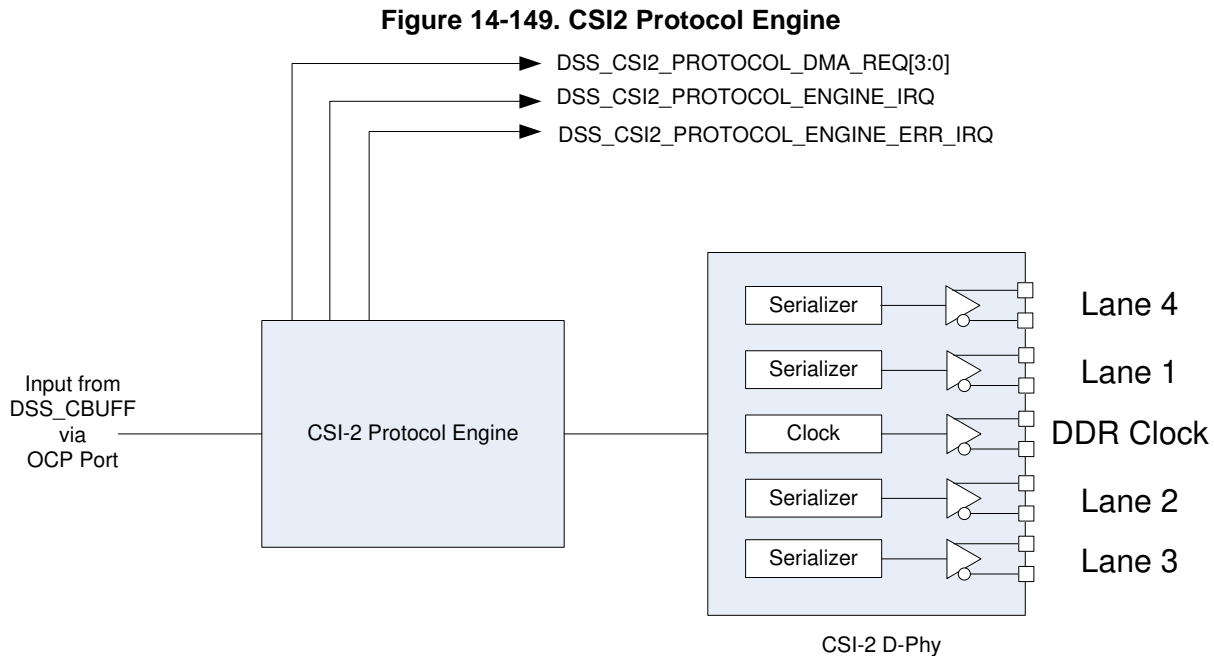 Figure 14-149. CSI2 Protocol Engine
DSS_CSI2_PROTOCOL_DMA_REQ[3:0]
DSS_CSI2_PROTOCOL_ENGINE_IRQ
DSS_CSI2_PROTOCOL_ENGINE_ERR_IRQ
Input from
DSS_CBUFF
via
OCP Port
CSI-2 Protocol Engine
Serializer
Lane 4
Serializer
Lane 1
Clock
DDR Clock
Serializer
Lane 2
Serializer
Lane 3
CSI-2 D-Phy